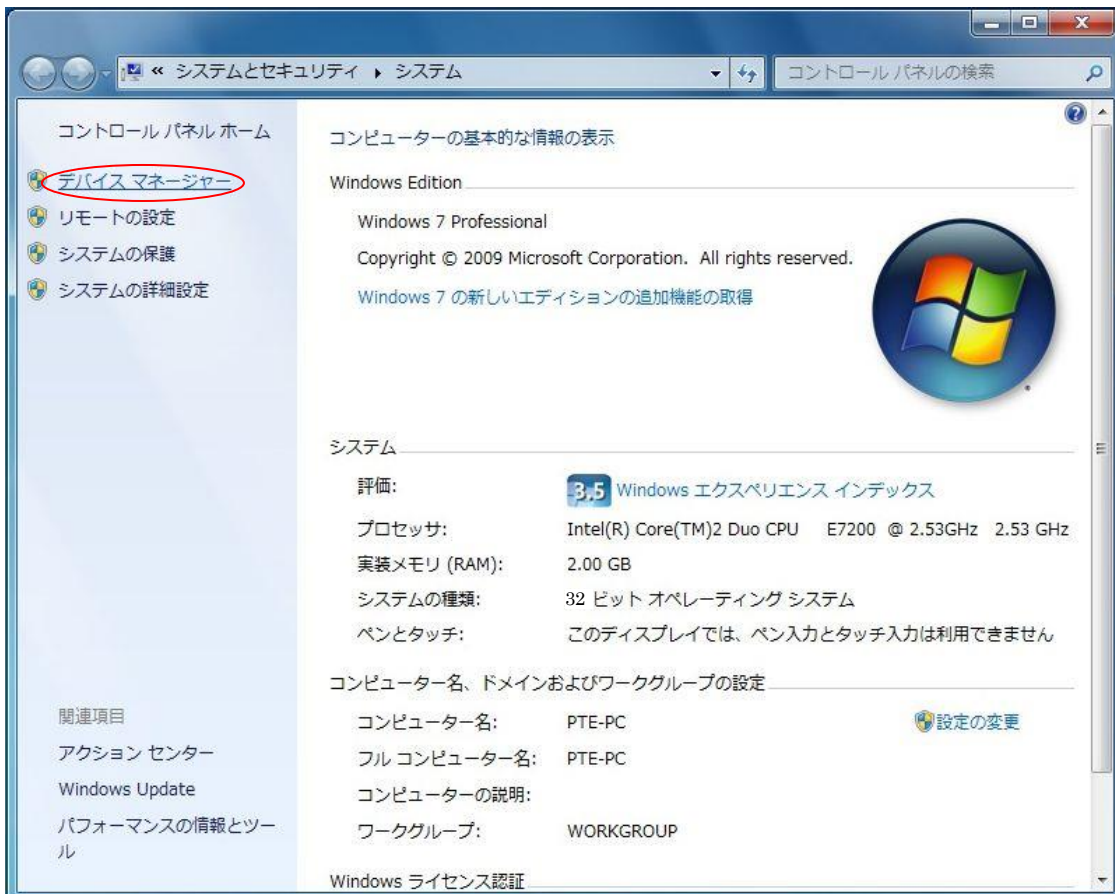 « システムとセキュリティ ▸ システム
コントロール パネルの検索
コントロール パネル ホーム
デバイス マネージャー
リモートの設定
システムの保護
システムの詳細設定
関連項目
アクション センター
Windows Update
パフォーマンスの情報とツー
ル
コンピューターの基本的な情報の表示
Windows Edition
Windows 7 Professional
Copyright © 2009 Microsoft Corporation. All rights reserved.
Windows 7 の新しいエディションの追加機能の取得
システム
評価: 3.5 Windows エクスペリエンス インデックス
プロセッサ: Intel(R) Core(TM)2 Duo CPU E7200 @ 2.53GHz 2.53 GHz
実装メモリ (RAM): 2.00 GB
システムの種類: 32 ビット オペレーティング システム
ペンとタッチ: このディスプレイでは、ペン入力とタッチ入力は利用できません
コンピューター名、ドメインおよびワークグループの設定
コンピューター名: PTE-PC 設定の変更
フル コンピューター名: PTE-PC
コンピューターの説明:
ワークグループ: WORKGROUP
Windows ライセンス認証